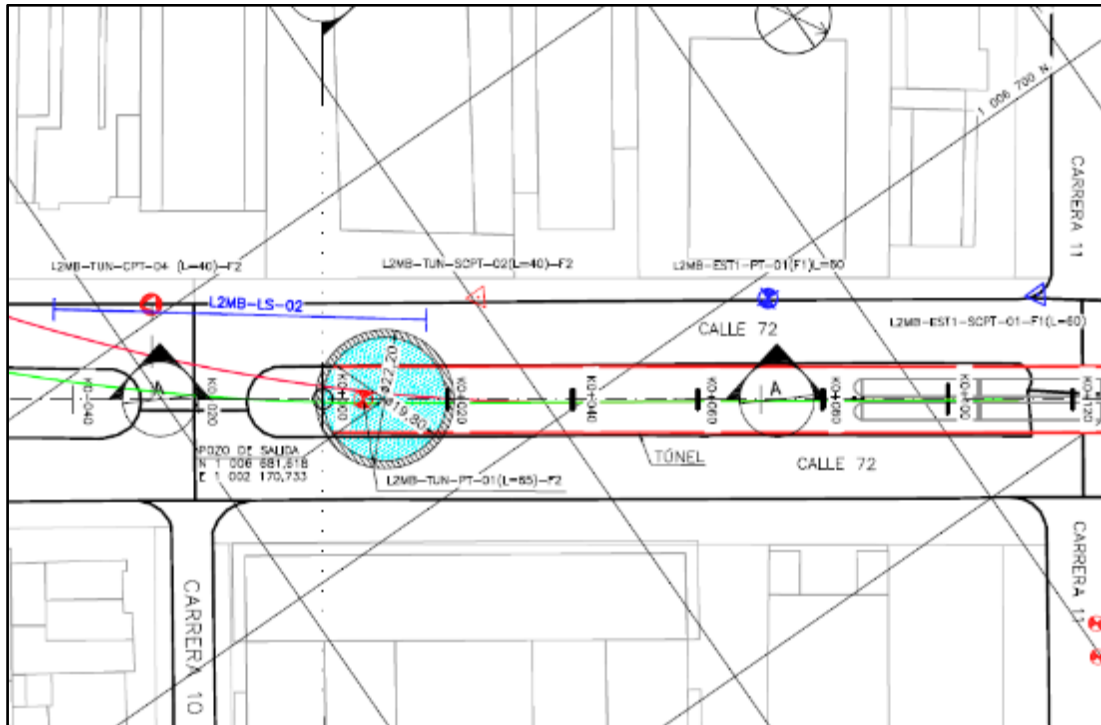 1 006 700 N.
CARRERA 11
L2MB-TUN-CPT-04 (L=40)-F2
L2MB-TUN-SCPT-02(L=40)-F2
L2MB-EST1-PT-01(F1)L=60
L2MB-LS-02
CALLE 72
L2MB-EST1-SCPT-01-F1(L=60)
A
K0-040
K0-020
K0+000
Ø22,20
Ø19,80
K0+020
K0+040
K0+060
A
K0+080
K0+100
K0+120
POZO DE SALIDA
N 1 006 681,618
E 1 002 170,733
L2MB-TUN-PT-01(L=65)-F2
TÚNEL
CALLE 72
CARRERA 10
CARRERA 11